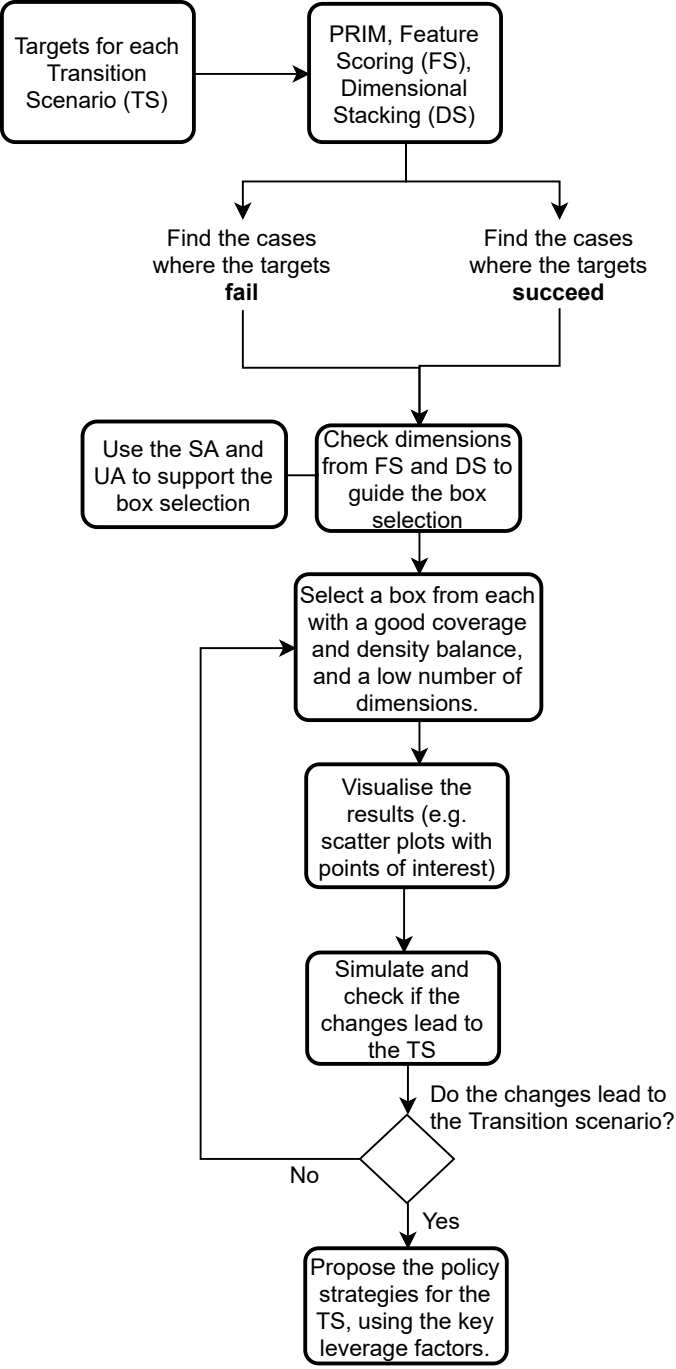 Targets for each
Transition
Scenario (TS)
PRIM, Feature
Scoring (FS),
Dimensional
Stacking (DS)
Find the cases
where the targets
fail
Find the cases
where the targets
succeed
Use the SA and
UA to support the
box selection
Check dimensions
from FS and DS to
guide the box
selection
Select a box from each
with a good coverage
and density balance,
and a low number of
dimensions.
Visualise the
results (e.g.
scatter plots with
points of interest)
Simulate and
check if the
changes lead to
the TS
Do the changes lead to
the Transition scenario?
No
Yes
Propose the policy
strategies for the
TS, using the key
leverage factors.